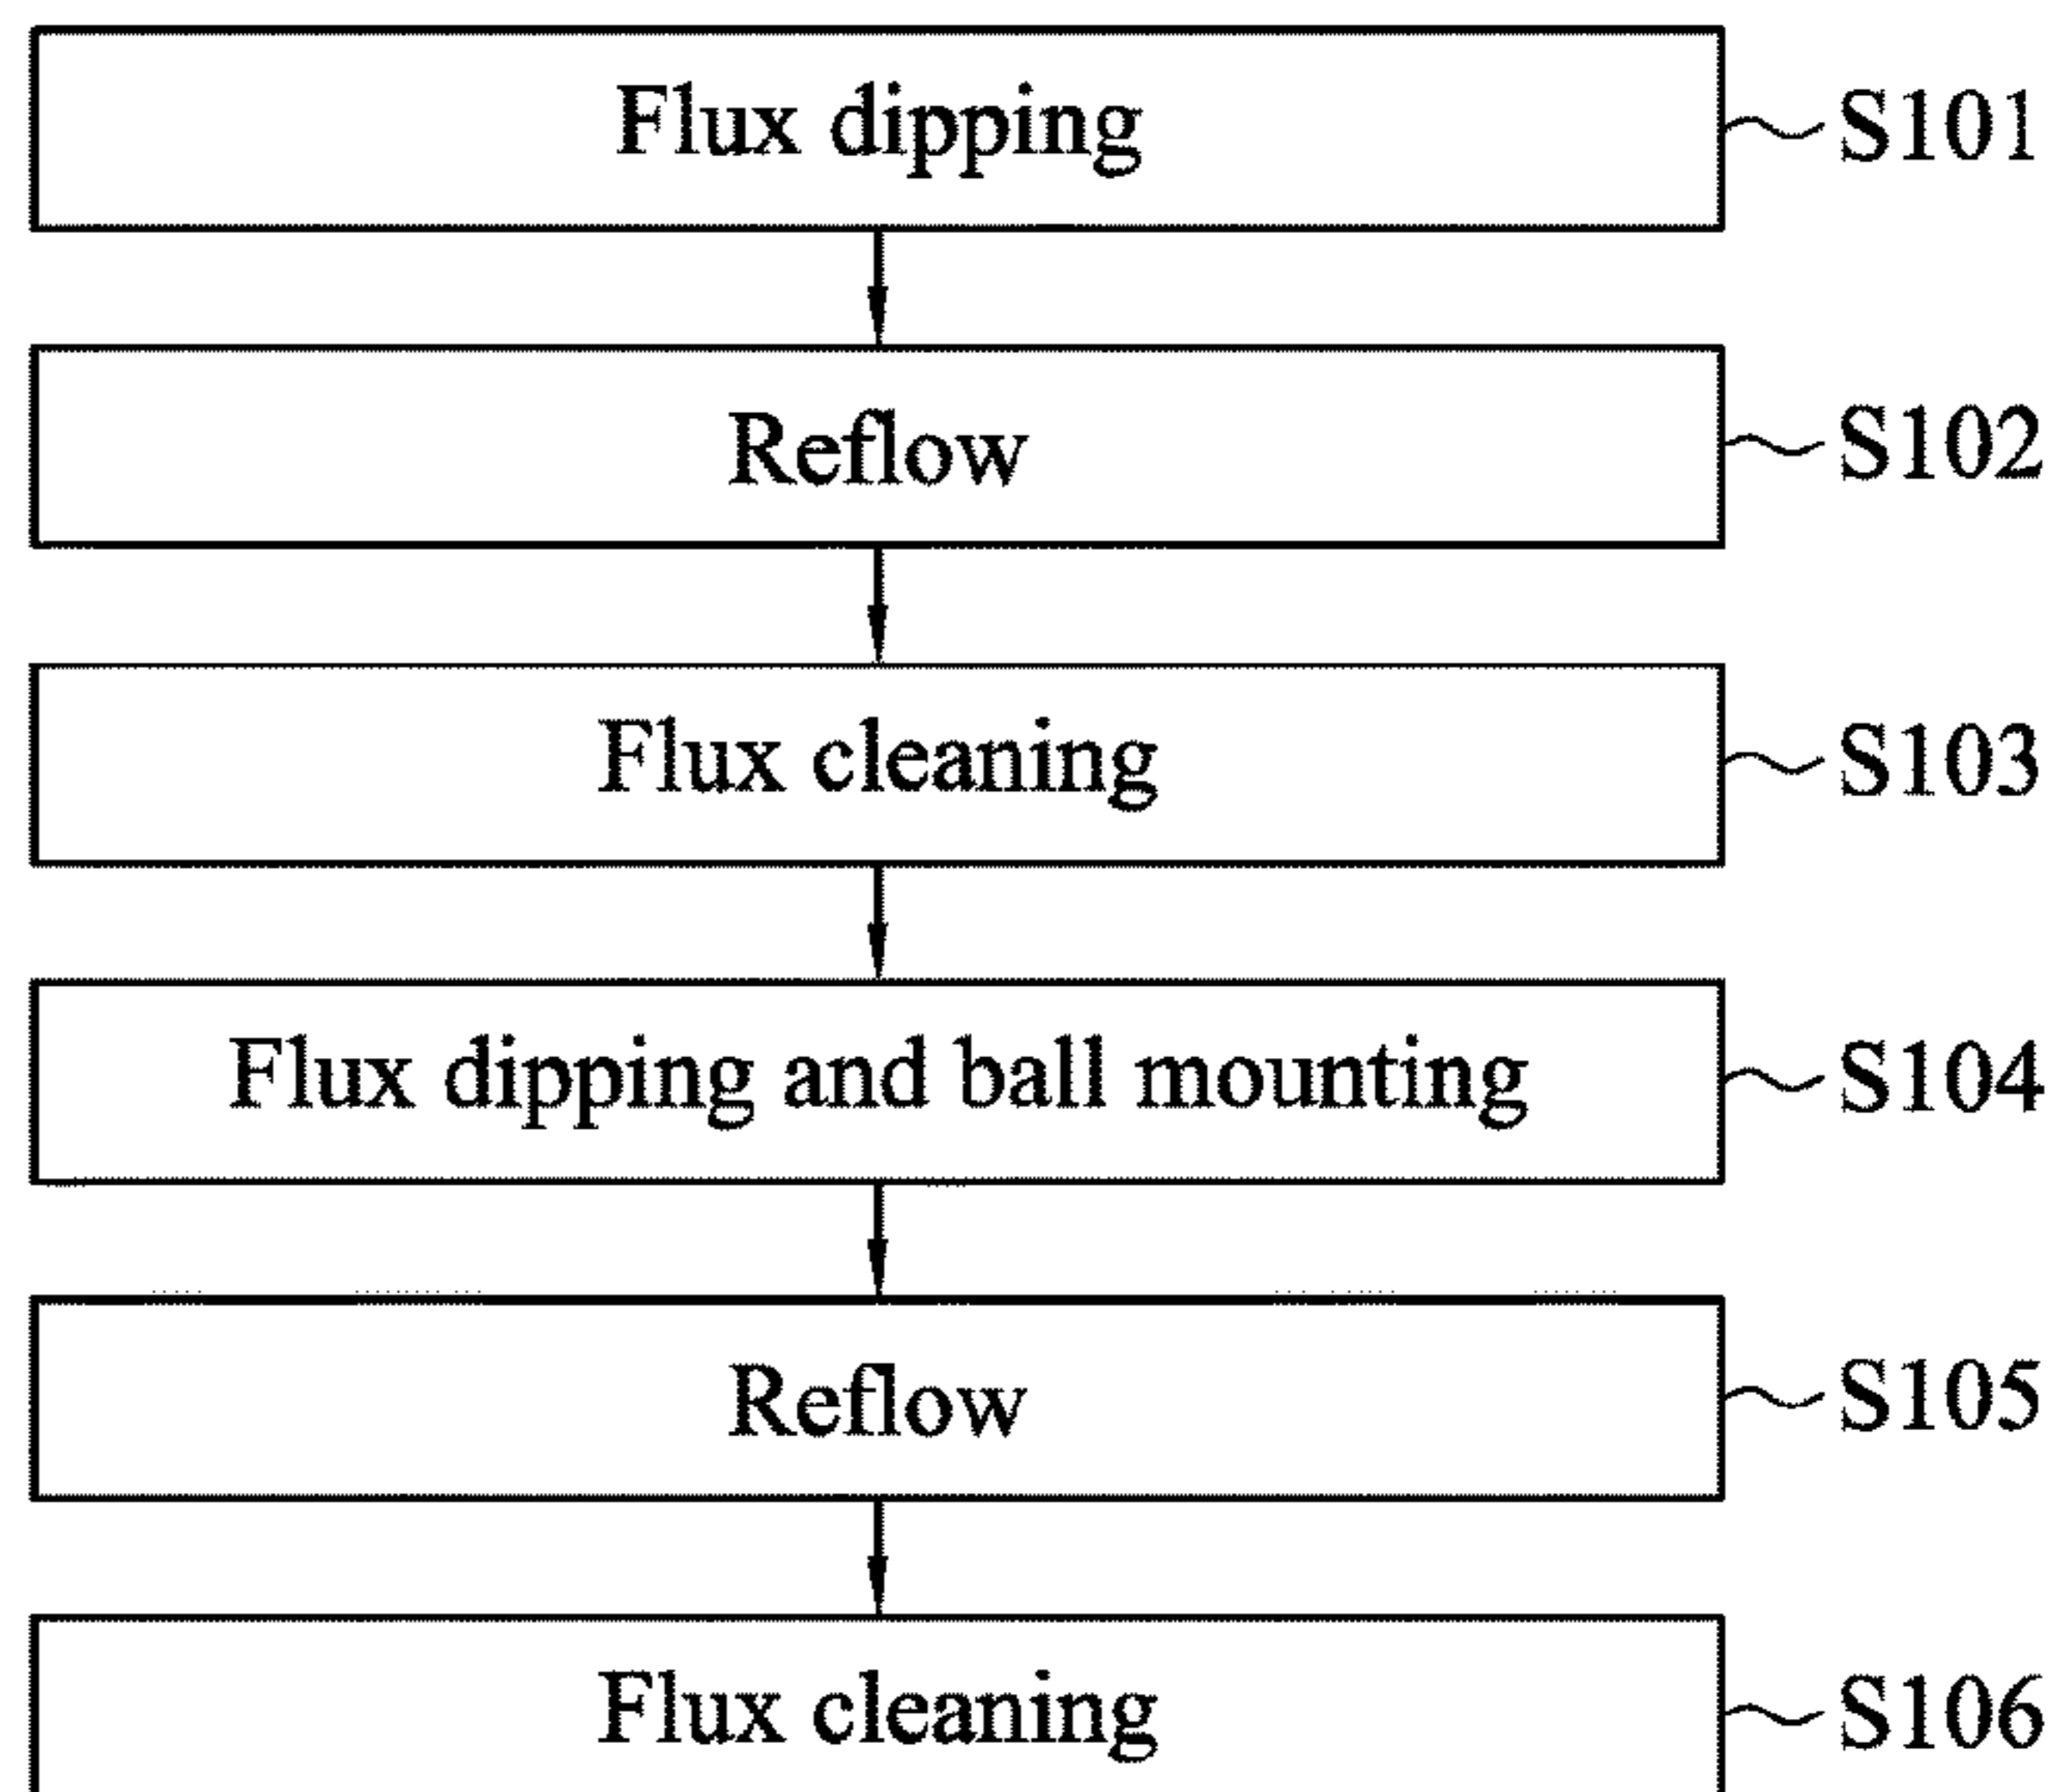 Flux dipping S101
Reflow S102
Flux cleaning S103
Flux dipping and ball mounting S104
Reflow S105
Flux cleaning S106